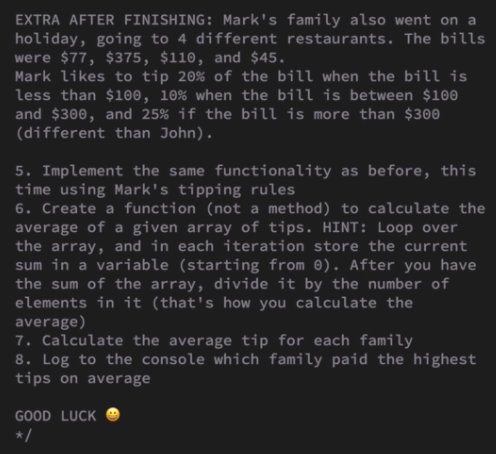 EXTRA AFTER FINISHING: Mark's family also went on a
holiday, going to 4 different restaurants. The bills
were $77, $375, $110, and $45.
Mark likes to tip 20% of the bill when the bill is
less than $100, 10% when the bill is between $100
and $300, and 25% if the bill is more than $300
(different than John).

5. Implement the same functionality as before, this
time using Mark's tipping rules
6. Create a function (not a method) to calculate the
average of a given array of tips. HINT: Loop over
the array, and in each iteration store the current
sum in a variable (starting from 0). After you have
the sum of the array, divide it by the number of
elements in it (that's how you calculate the
average)
7. Calculate the average tip for each family
8. Log to the console which family paid the highest
tips on average

GOOD LUCK 😀
*/